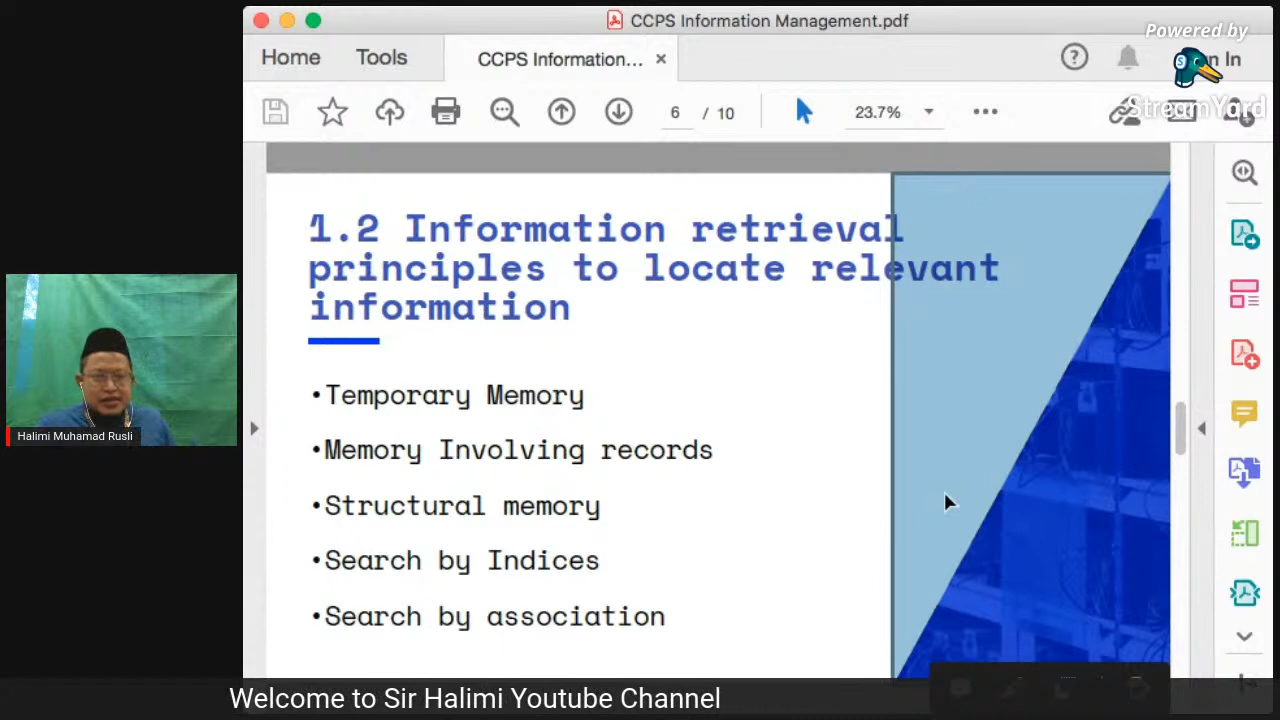 CCPS Information Management.pdf
Powered by
StreamYard
Home
Tools
CCPS Information...
In
6 / 10
23.7%
1.2 Information retrieval
principles to locate relevant
information
•Temporary Memory
•Memory Involving records
•Structural memory
•Search by Indices
•Search by association
Halimi Muhamad Rusli
Welcome to Sir Halimi Youtube Channel